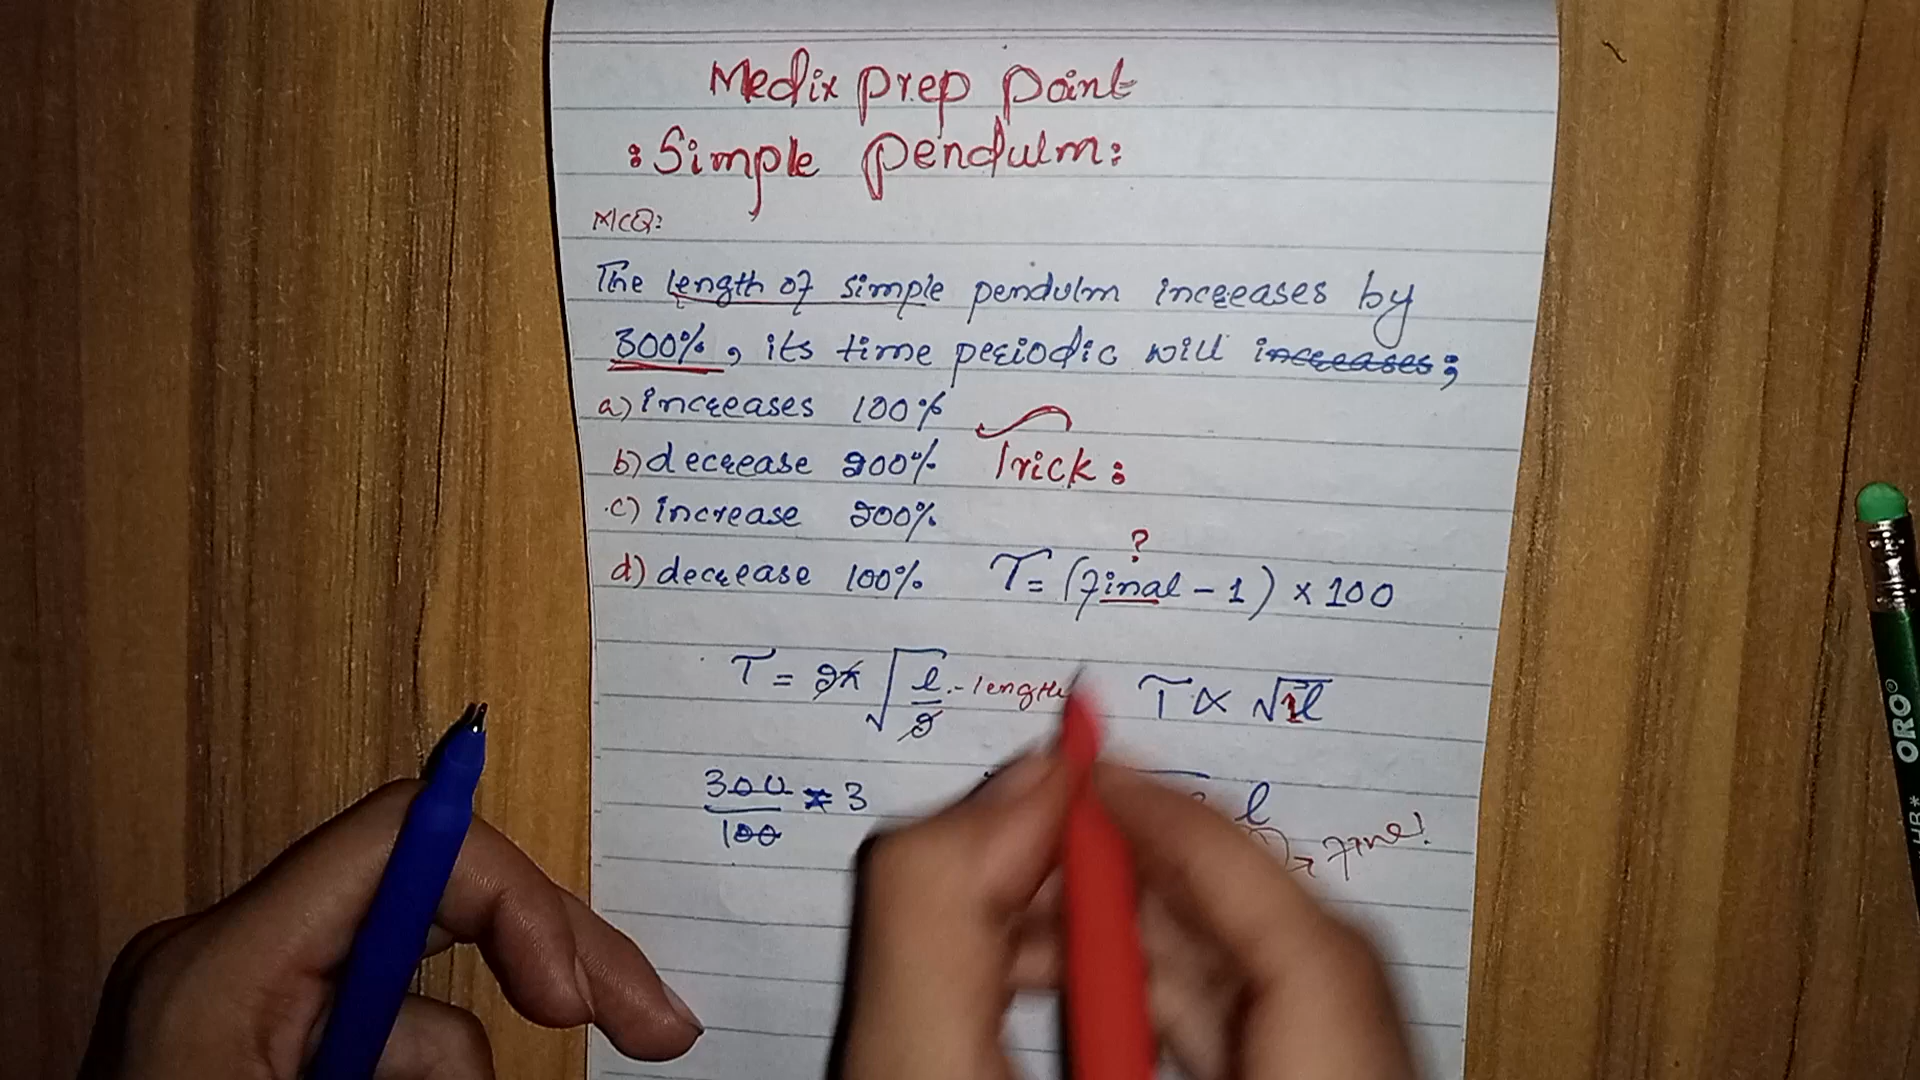 Medix prep point
:Simple pendulm:
MCQ:
The length of simple pendulm increases by
300%, its time periodic will increases;
a) increases 100%
b) decrease 200% Trick:
c) increase 200%
d) decrease 100%
?
T= (final - 1) × 100
T = 2π √l/g - length T ∝ √l
300/100 = 3
l
→ final
ORO®